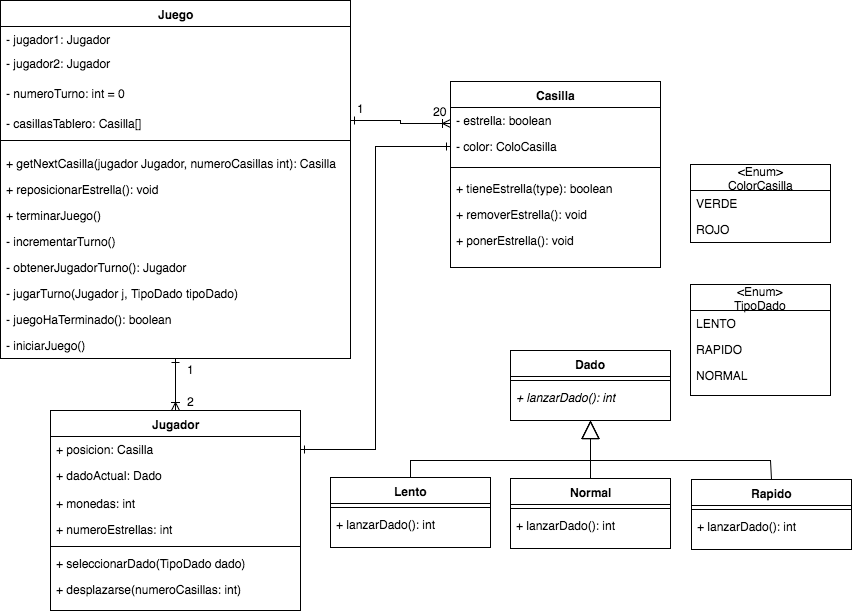 Juego
- jugador1: Jugador
- jugador2: Jugador
- numeroTurno: int = 0
- casillasTablero: Casilla[]
+ getNextCasilla(jugador Jugador, numeroCasillas int): Casilla
+ reposicionarEstrella(): void
+ terminarJuego()
- incrementarTurno()
- obtenerJugadorTurno(): Jugador
- jugarTurno(Jugador j, TipoDado tipoDado)
- juegoHaTerminado(): boolean
- iniciarJuego()
1
20
Casilla
- estrella: boolean
- color: ColoCasilla
+ tieneEstrella(type): boolean
+ removerEstrella(): void
+ ponerEstrella(): void
<Enum>
ColorCasilla
VERDE
ROJO
<Enum>
TipoDado
LENTO
RAPIDO
NORMAL
1
2
Jugador
+ posicion: Casilla
+ dadoActual: Dado
+ monedas: int
+ numeroEstrellas: int
+ seleccionarDado(TipoDado dado)
+ desplazarse(numeroCasillas: int)
Dado
+ lanzarDado(): int
Lento
+ lanzarDado(): int
Normal
+ lanzarDado(): int
Rapido
+ lanzarDado(): int